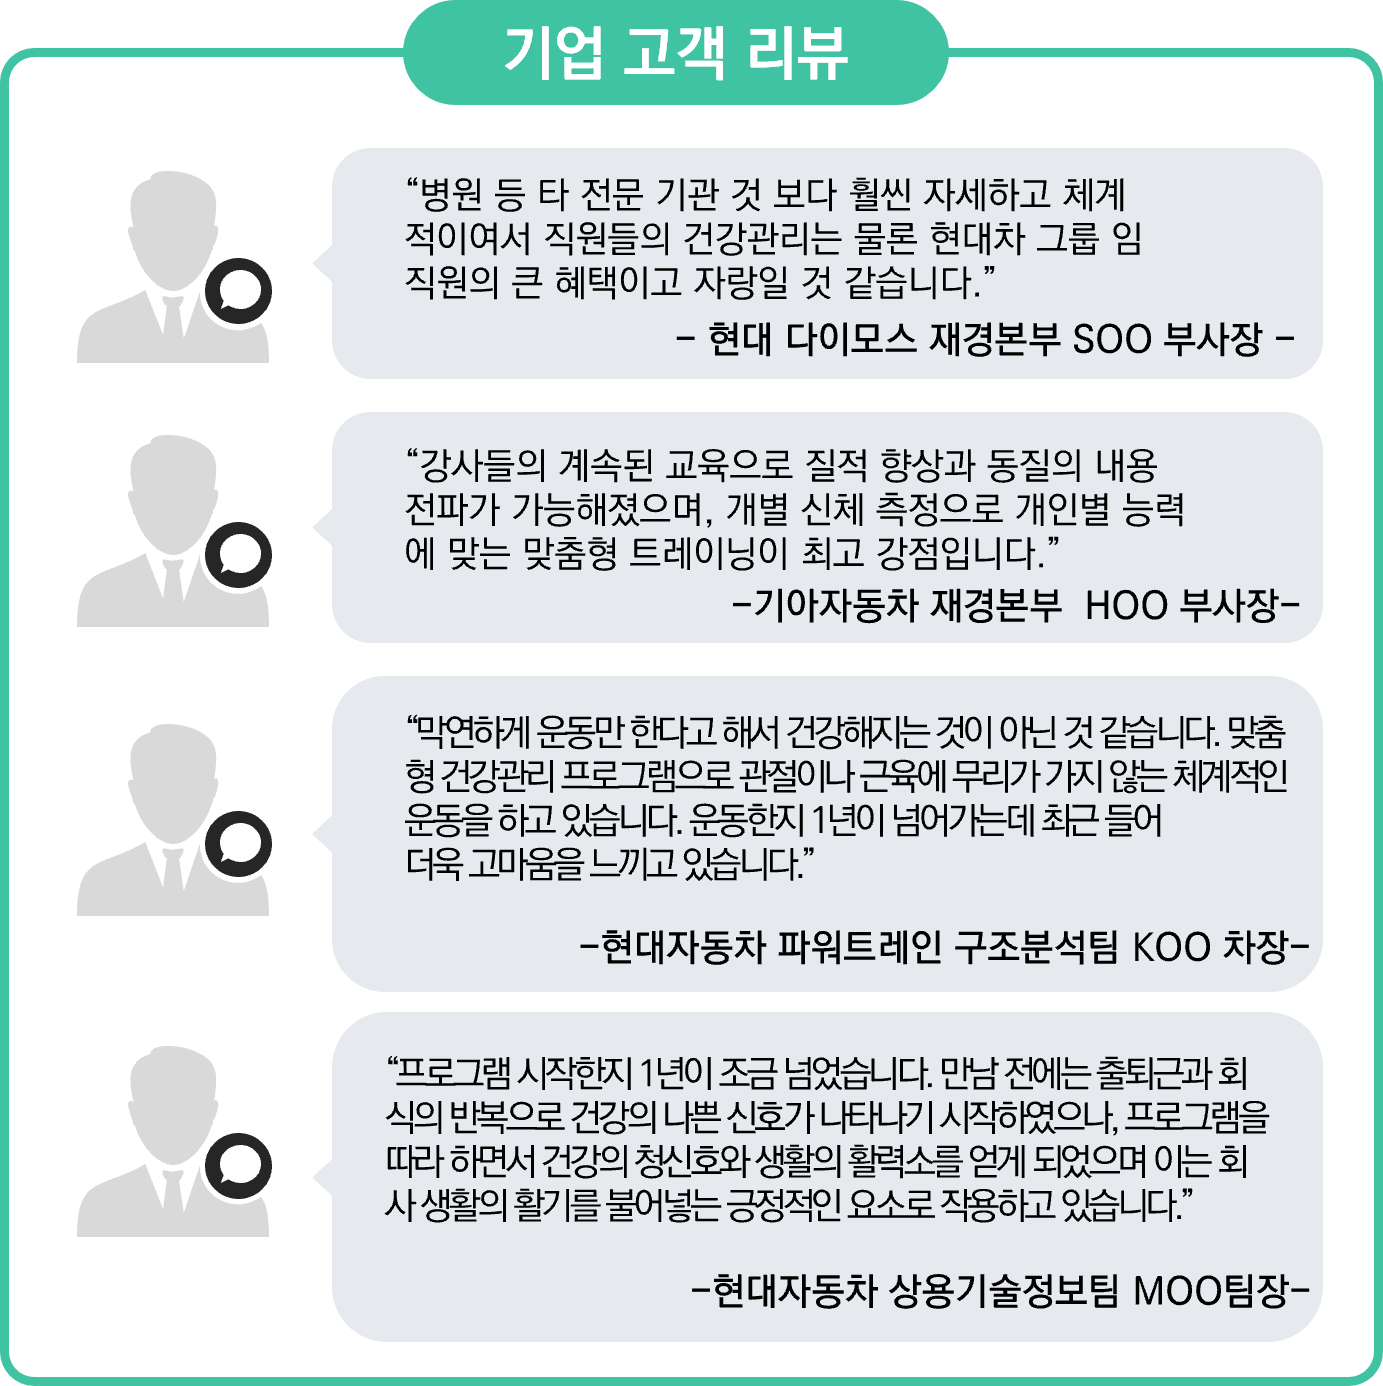 기업 고객 리뷰
“병원 등 타 전문 기관 것 보다 훨씬 자세하고 체계
적이여서 직원들의 건강관리는 물론 현대차 그룹 임
직원의 큰 혜택이고 자랑일 것 같습니다.”
- 현대 다이모스 재경본부 SOO 부사장 -
“강사들의 계속된 교육으로 질적 향상과 동질의 내용
전파가 가능해졌으며, 개별 신체 측정으로 개인별 능력
에 맞는 맞춤형 트레이닝이 최고 강점입니다.”
-기아자동차 재경본부 HOO 부사장-
“막연하게 운동만 한다고 해서 건강해지는 것이 아닌 것 같습니다. 맞춤
형 건강관리 프로그램으로 관절이나 근육에 무리가 가지 않는 체계적인
운동을 하고 있습니다. 운동한지 1년이 넘어가는데 최근 들어
더욱 고마움을 느끼고 있습니다.”
-현대자동차 파워트레인 구조분석팀 KOO 차장-
“프로그램 시작한지 1년이 조금 넘었습니다. 만남 전에는 출퇴근과 회
식의 반복으로 건강의 나쁜 신호가 나타나기 시작하였으나, 프로그램을
따라 하면서 건강의 청신호와 생활의 활력소를 얻게 되었으며 이는 회
사 생활의 활기를 불어넣는 긍정적인 요소로 작용하고 있습니다.”
-현대자동차 상용기술정보팀 MOO팀장-